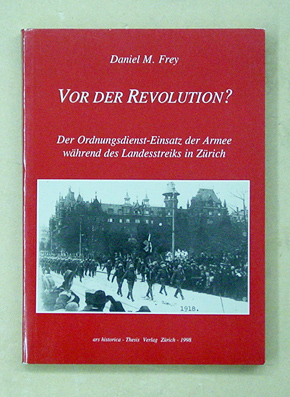 Daniel M. Frey
VOR DER REVOLUTION?
Der Ordnungsdienst-Einsatz der Armee
während des Landesstreiks in Zürich
1918.
ars historica - Thesis Verlag Zürich - 1998